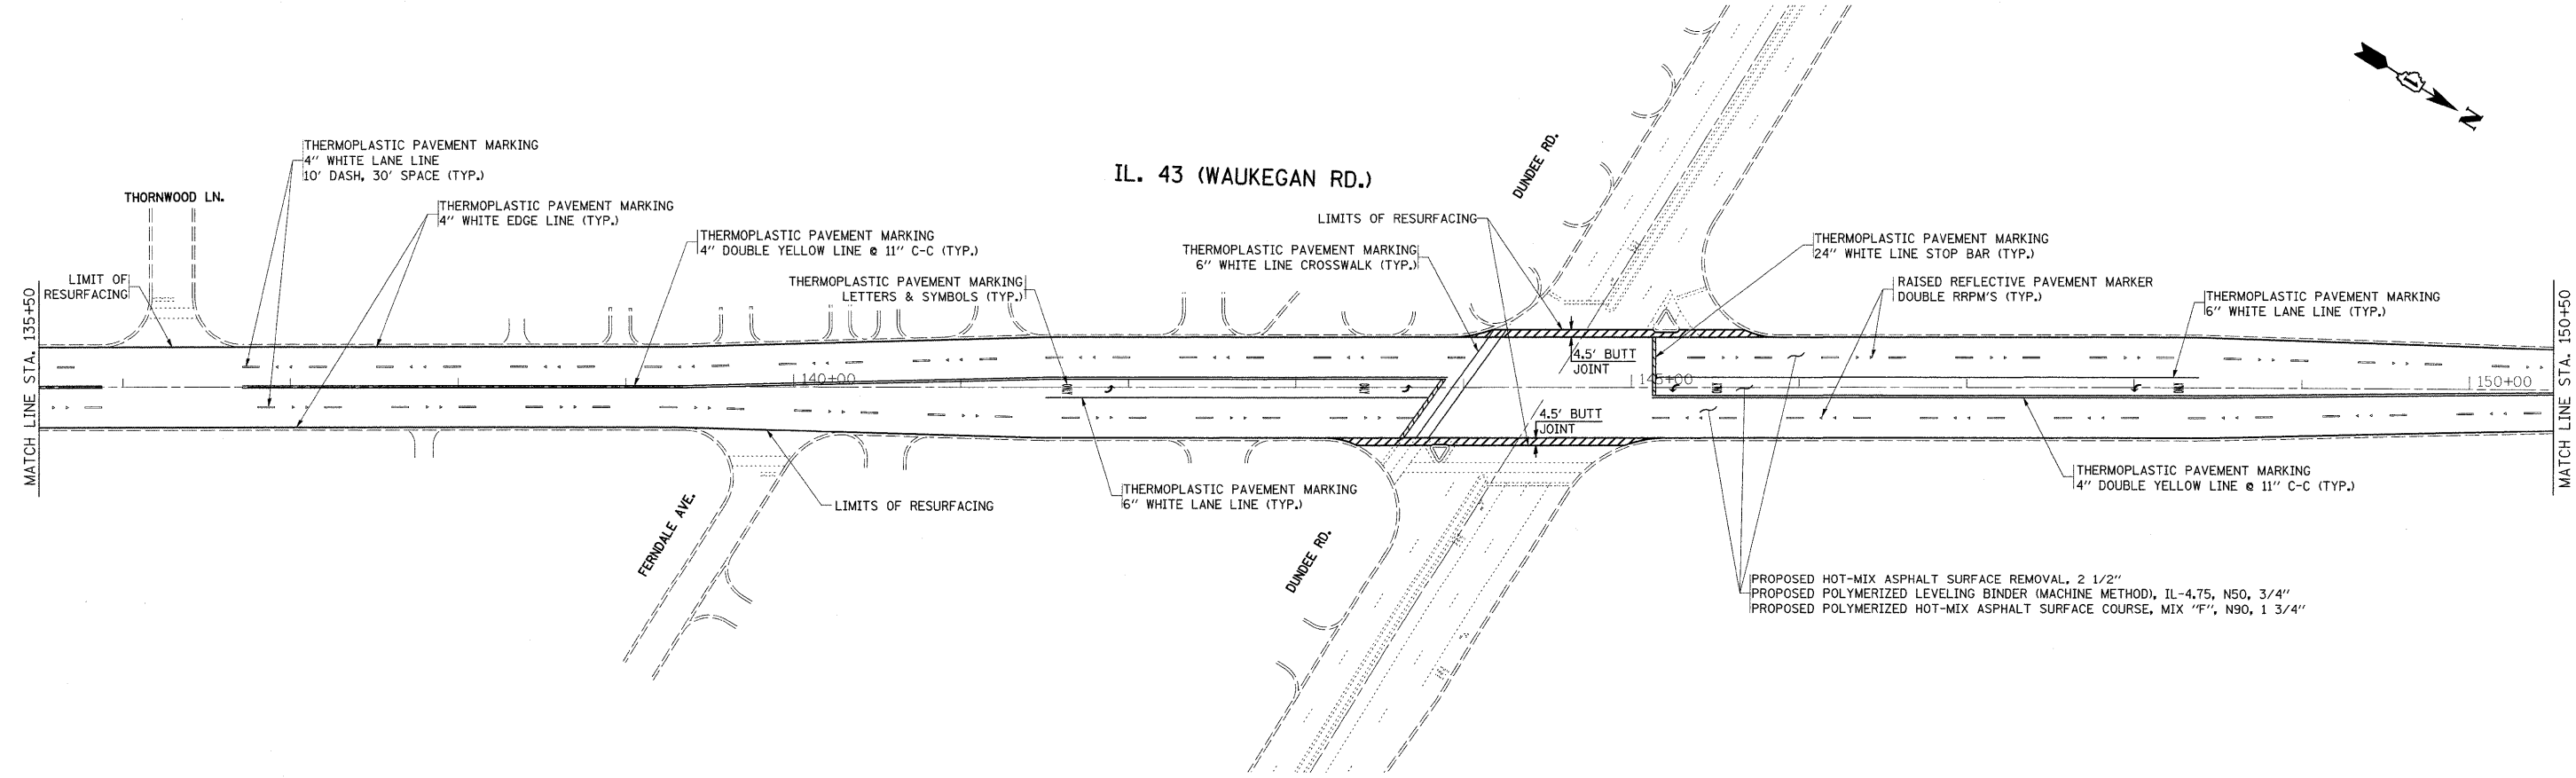 N
THERMOPLASTIC PAVEMENT MARKING
4" WHITE LANE LINE
10' DASH, 30' SPACE (TYP.)
THORNWOOD LN.
THERMOPLASTIC PAVEMENT MARKING
4" WHITE EDGE LINE (TYP.)
IL. 43 (WAUKEGAN RD.)
DUNDEE RD.
LIMITS OF RESURFACING
THERMOPLASTIC PAVEMENT MARKING
4" DOUBLE YELLOW LINE @ 11" C-C (TYP.)
THERMOPLASTIC PAVEMENT MARKING
6" WHITE LINE CROSSWALK (TYP.)
THERMOPLASTIC PAVEMENT MARKING
24" WHITE LINE STOP BAR (TYP.)
LIMIT OF
RESURFACING
THERMOPLASTIC PAVEMENT MARKING
LETTERS & SYMBOLS (TYP.)
RAISED REFLECTIVE PAVEMENT MARKER
DOUBLE RRPM'S (TYP.)
THERMOPLASTIC PAVEMENT MARKING
6" WHITE LANE LINE (TYP.)
MATCH LINE STA. 135+50
4.5' BUTT
JOINT
140+00
145+00
150+00
MATCH LINE STA. 150+50
4.5' BUTT
JOINT
THERMOPLASTIC PAVEMENT MARKING
6" WHITE LANE LINE (TYP.)
LIMITS OF RESURFACING
THERMOPLASTIC PAVEMENT MARKING
4" DOUBLE YELLOW LINE @ 11" C-C (TYP.)
FERNDALE AVE.
DUNDEE RD.
PROPOSED HOT-MIX ASPHALT SURFACE REMOVAL, 2 1/2"
PROPOSED POLYMERIZED LEVELING BINDER (MACHINE METHOD), IL-4.75, N50, 3/4"
PROPOSED POLYMERIZED HOT-MIX ASPHALT SURFACE COURSE, MIX "F", N90, 1 3/4"